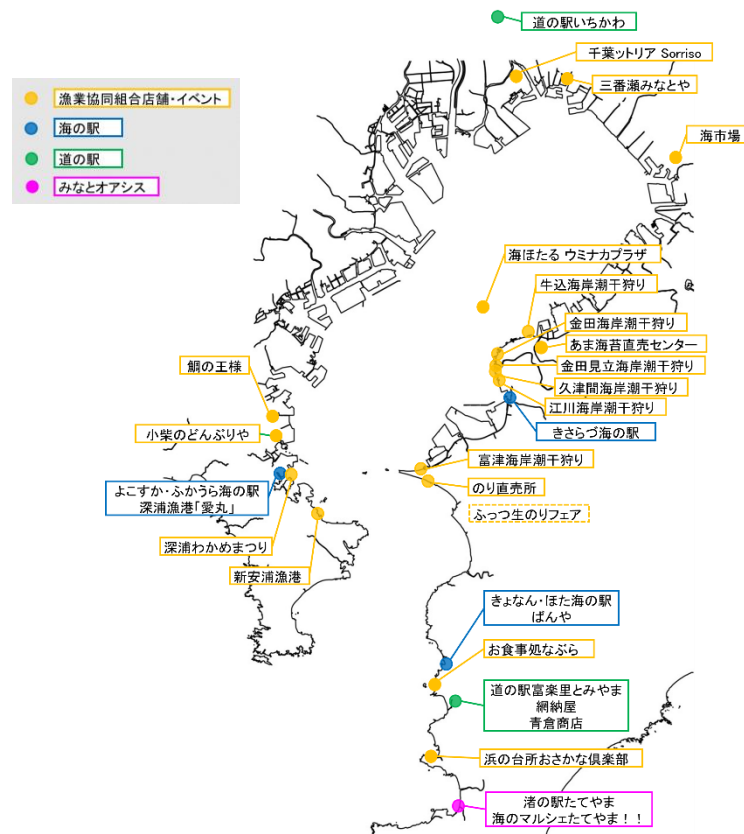 道の駅いちかわ
千葉ットリア Sorriso
三番瀬みなとや
海市場
漁業協同組合店舗・イベント
海の駅
道の駅
みなとオアシス
海ほたる ウミナカプラザ
牛込海岸潮干狩り
金田海岸潮干狩り
あま海苔直売センター
金田見立海岸潮干狩り
久津間海岸潮干狩り
江川海岸潮干狩り
きさらづ海の駅
鯛の王様
小柴のどんぶりや
富津海岸潮干狩り
のり直売所
ふっつ生のりフェア
よこすか・ふかうら海の駅
深浦漁港「愛丸」
深浦わかめまつり
新安浦漁港
きょなん・ほた海の駅
ばんや
お食事処なぶら
道の駅富楽里とみやま
網納屋
青倉商店
浜の台所おさかな倶楽部
渚の駅たてやま
海のマルシェたてやま！！